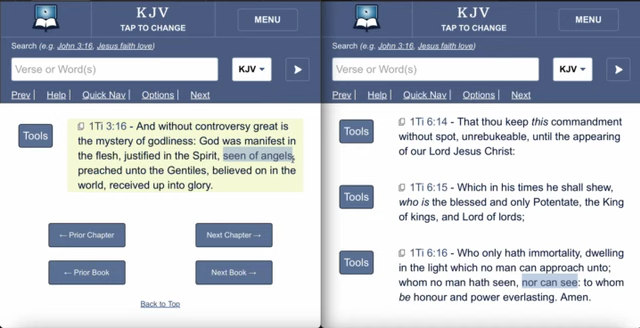 KJV
TAP TO CHANGE
MENU
Search (e.g. John 3:16, Jesus faith love)
Verse or Word(s)
KJV
Prev| Help| Quick Nav| Options| Next
Tools
1Ti 3:16 - And without controversy great is
the mystery of godliness: God was manifest in
the flesh, justified in the Spirit, seen of angels,
preached unto the Gentiles, believed on in the
world, received up into glory.
← Prior Chapter
Next Chapter →
← Prior Book
Next Book →
Back to Top
KJV
TAP TO CHANGE
MENU
Search (e.g. John 3:16, Jesus faith love)
Verse or Word(s)
KJV
Prev| Help| Quick Nav| Options| Next
Tools
1Ti 6:14 - That thou keep this commandment
without spot, unrebukeable, until the appearing
of our Lord Jesus Christ:
Tools
1Ti 6:15 - Which in his times he shall shew,
who is the blessed and only Potentate, the King
of kings, and Lord of lords;
Tools
1Ti 6:16 - Who only hath immortality, dwelling
in the light which no man can approach unto;
whom no man hath seen, nor can see: to whom
be honour and power everlasting. Amen.